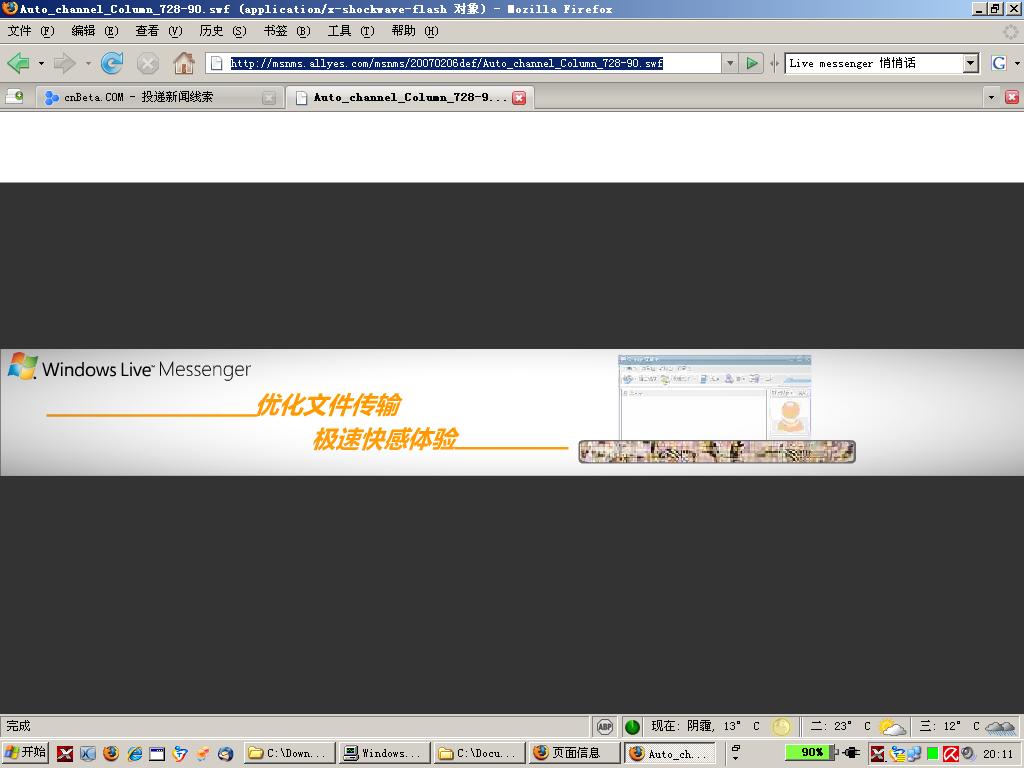 Auto_channel_Column_728-90.swf (application/x-shockwave-flash 对象) - Mozilla Firefox
文件 (F) 编辑 (E) 查看 (V) 历史 (S) 书签 (B) 工具 (T) 帮助 (H)
http://msnms.allyes.com/msnms/20070206def/Auto_channel_Column_728-90.swf Live messenger 悄悄话 G
cnBeta.COM - 投递新闻线索 Auto_channel_Column_728-9...
Windows Live Messenger
优化文件传输
极速快感体验
完成 ABP 现在: 阴霾, 13° C 二: 23° C 三: 12° C
开始 C:\Down... Windows... C:\Docu... 页面信息 Auto_ch... 90% 20:11